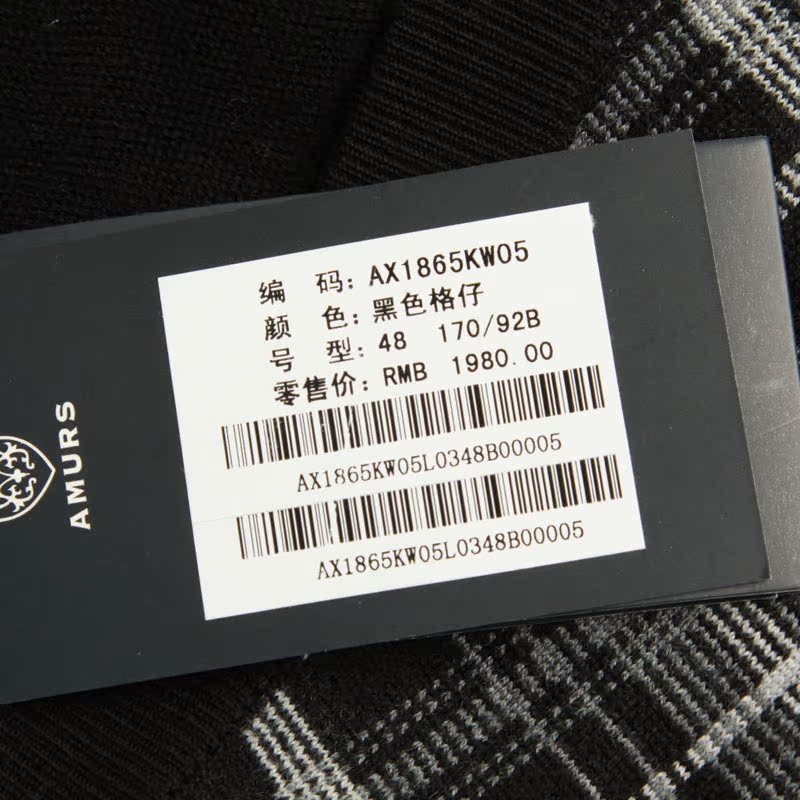 编 码: AX1865KW05
颜 色: 黑色格仔
号 型: 48 170/92B
零售价: RMB 1980.00
AX1865KW05L0348B00005
AX1865KW05L0348B00005
AMURS